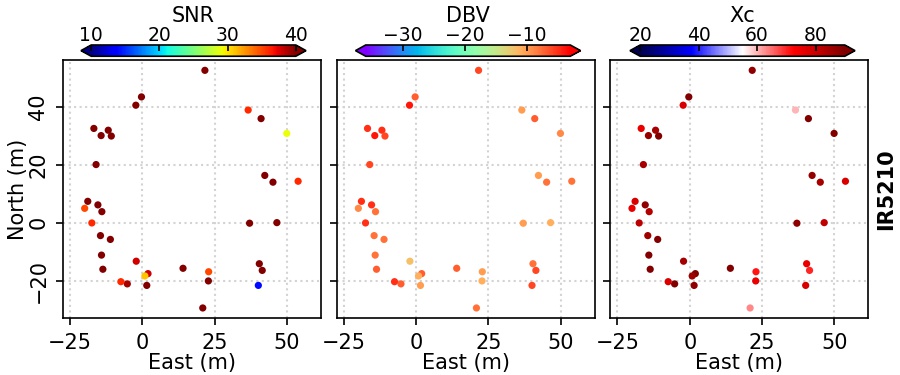 SNR DBV Xc
10 20 30 40 −30 −20 −10 20 40 60 80
North (m)
40
20
0
−20
−25 0 25 50 −25 0 25 50 −25 0 25 50
East (m) East (m) East (m)
IR5210